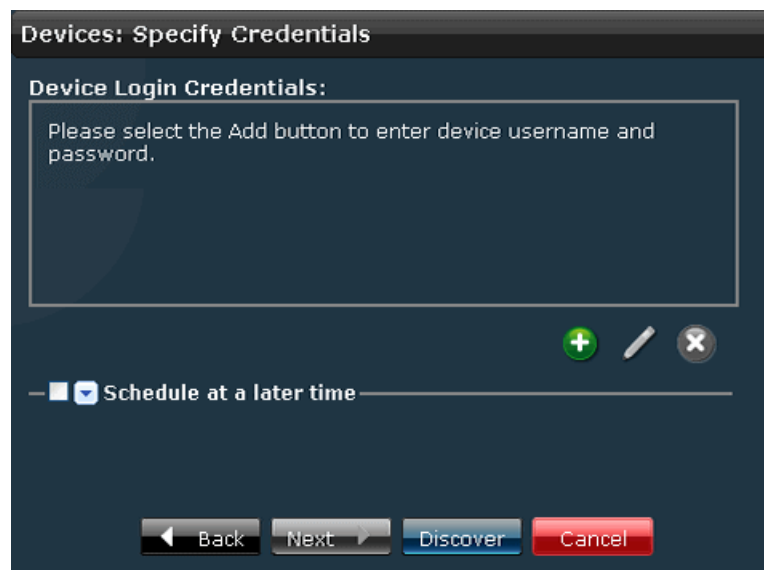 Devices: Specify Credentials
Device Login Credentials:
Please select the Add button to enter device username and
password.
Schedule at a later time
Back Next Discover Cancel